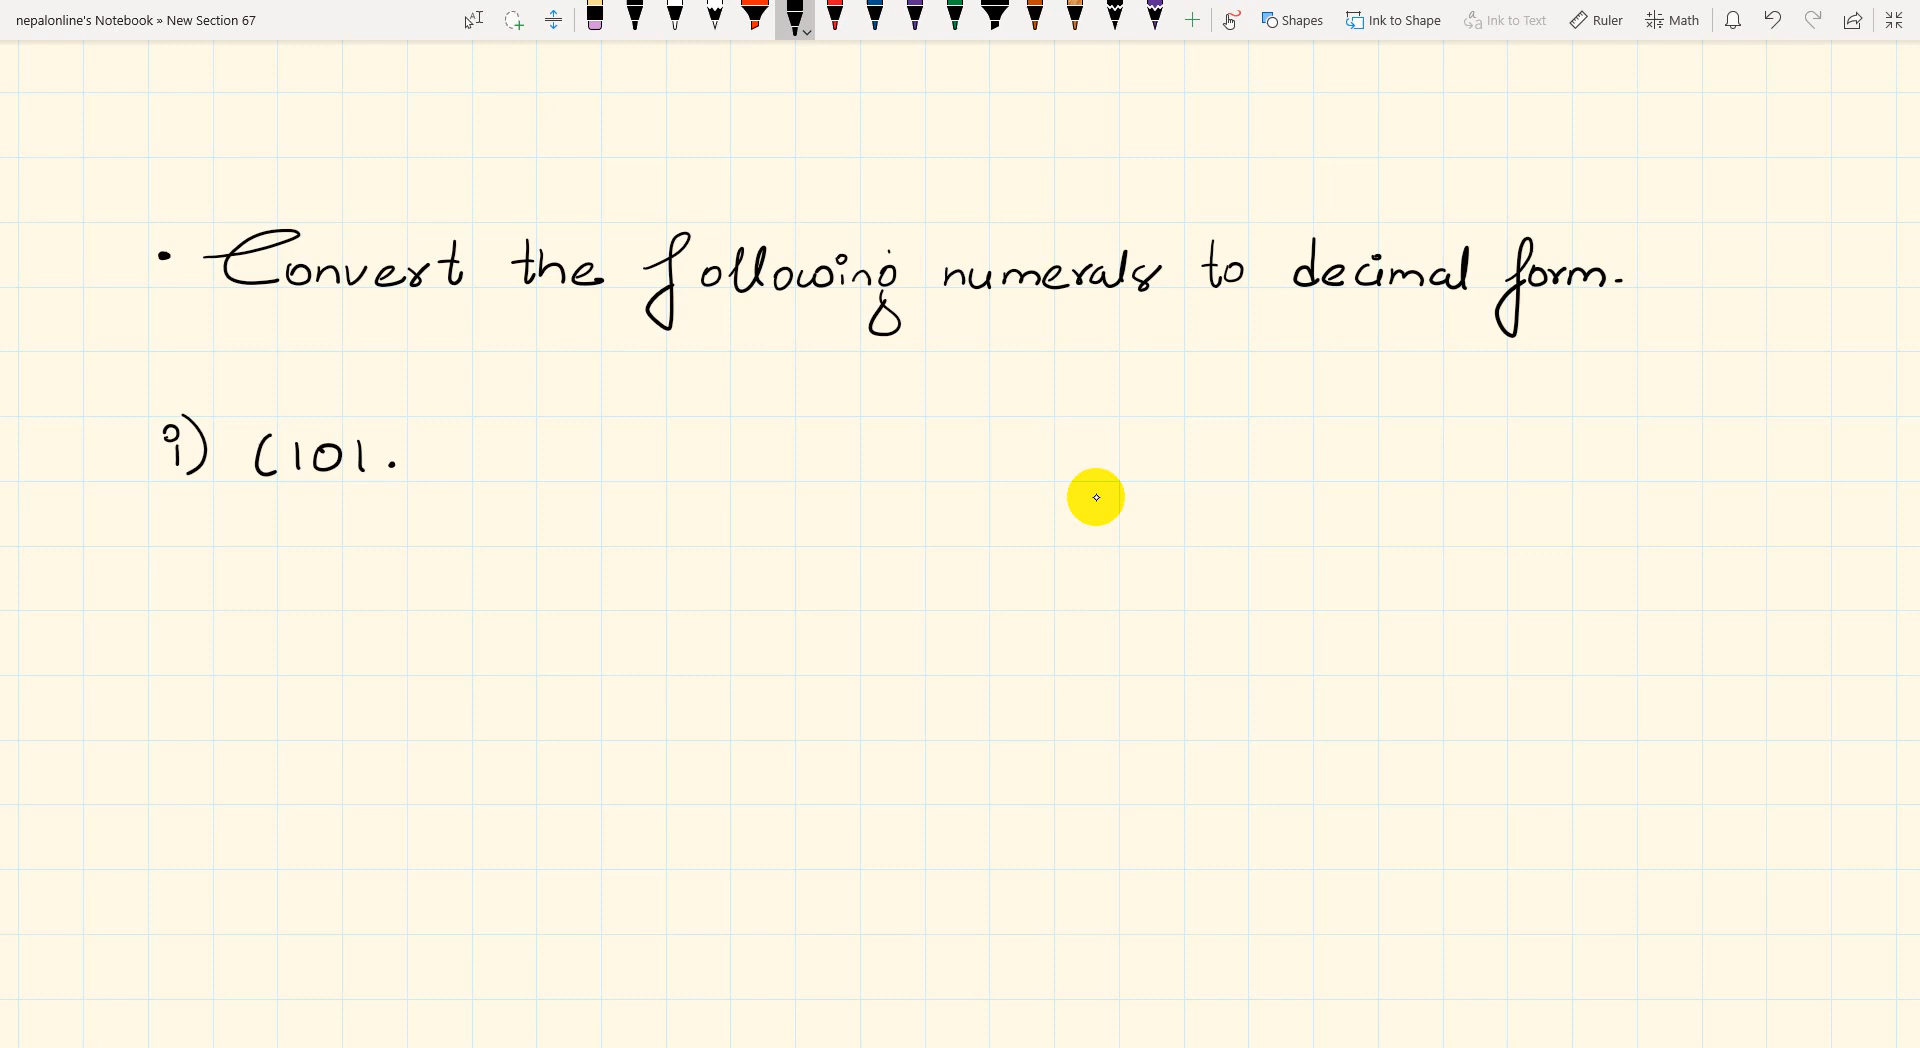 nepalonline's Notebook » New Section 67
Shapes
Ink to Shape
Ink to Text
Ruler
Math
• Convert the following numerals to decimal form.
i) (101.